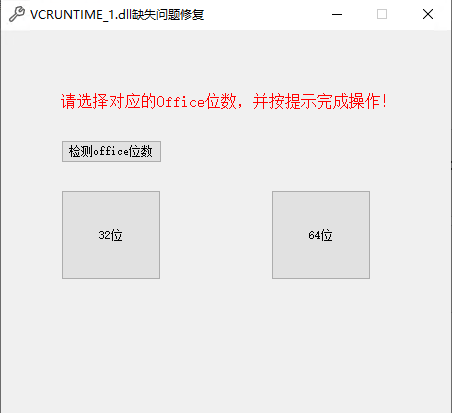 VCRUNTIME_1.dll缺失问题修复
请选择对应的Office位数，并按提示完成操作！
检测office位数
32位
64位